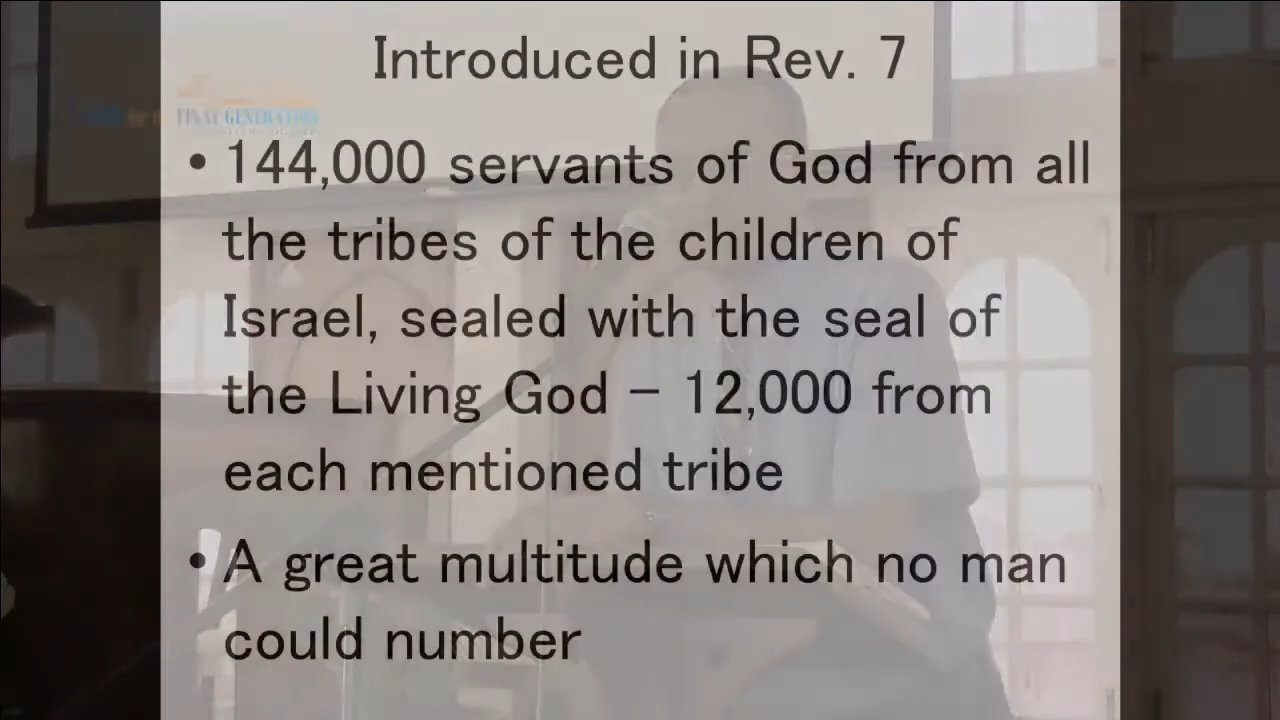 Introduced in Rev. 7
FINAL GENERATION
• 144,000 servants of God from all
the tribes of the children of
Israel, sealed with the seal of
the Living God – 12,000 from
each mentioned tribe
• A great multitude which no man
could number